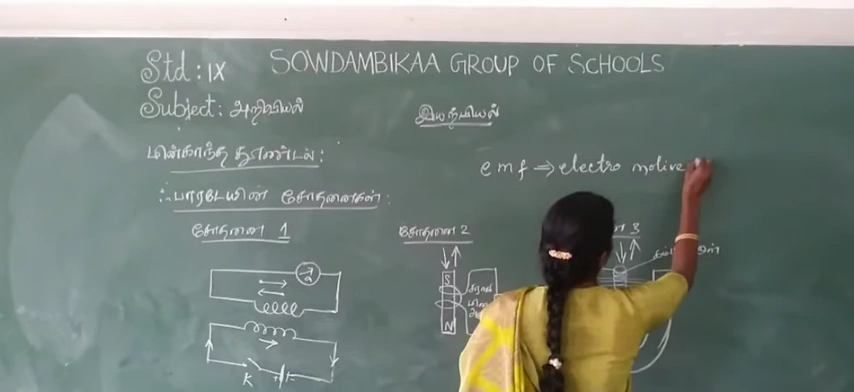 Std : IX
SOWDAMBIKAA GROUP OF SCHOOLS
Subject : அறிவியல்
இயற்பியல்
மின்காந்த தூண்டல் :
emf ⇒ electro motive
பாரடேயின் சோதனைகள் :
சோதனை 1
சோதனை 2
3
S
N
K